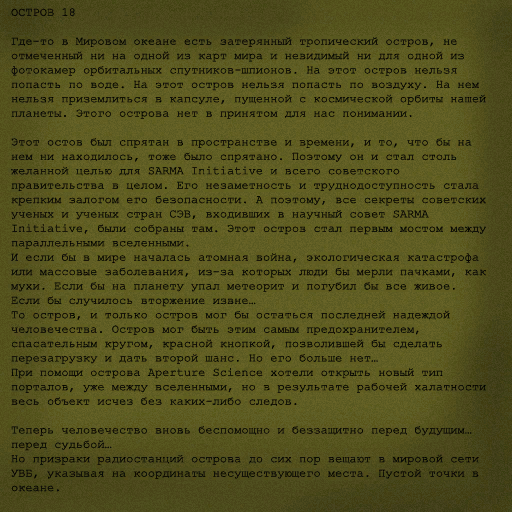 ОСТРОВ 18
Где-то в Мировом океане есть затерянный тропический остров, не
отмеченный ни на одной из карт мира и невидимый ни для одной из
фотокамер орбитальных спутников-шпионов. На этот остров нельзя
попасть по воде. На этот остров нельзя попасть по воздуху. На нем
нельзя приземлиться в капсуле, пущенной с космической орбиты нашей
планеты. Этого острова нет в принятом для нас понимании.
Этот остов был спрятан в пространстве и времени, и то, что бы на
нем ни находилось, тоже было спрятано. Поэтому он и стал столь
желанной целью для SARMA Initiative и всего советского
правительства в целом. Его незаметность и труднодоступность стала
крепким залогом его безопасности. А поэтому, все секреты советских
ученых и ученых стран СЭВ, входивших в научный совет SARMA
Initiative, были собраны там. Этот остров стал первым мостом между
параллельными вселенными.
И если бы в мире началась атомная война, экологическая катастрофа
или массовые заболевания, из-за которых люди бы мерли пачками, как
мухи. Если бы на планету упал метеорит и погубил бы все живое.
Если бы случилось вторжение извне…
То остров, и только остров мог бы остаться последней надеждой
человечества. Остров мог быть этим самым предохранителем,
спасательным кругом, красной кнопкой, позволившей бы сделать
перезагрузку и дать второй шанс. Но его больше нет…
При помощи острова Aperture Science хотели открыть новый тип
порталов, уже между вселенными, но в результате рабочей халатности
весь объект исчез без каких-либо следов.
Теперь человечество вновь беспомощно и беззащитно перед будущим…
перед судьбой…
Но призраки радиостанций острова до сих пор вещают в мировой сети
УВБ, указывая на координаты несуществующего места. Пустой точки в
океане.